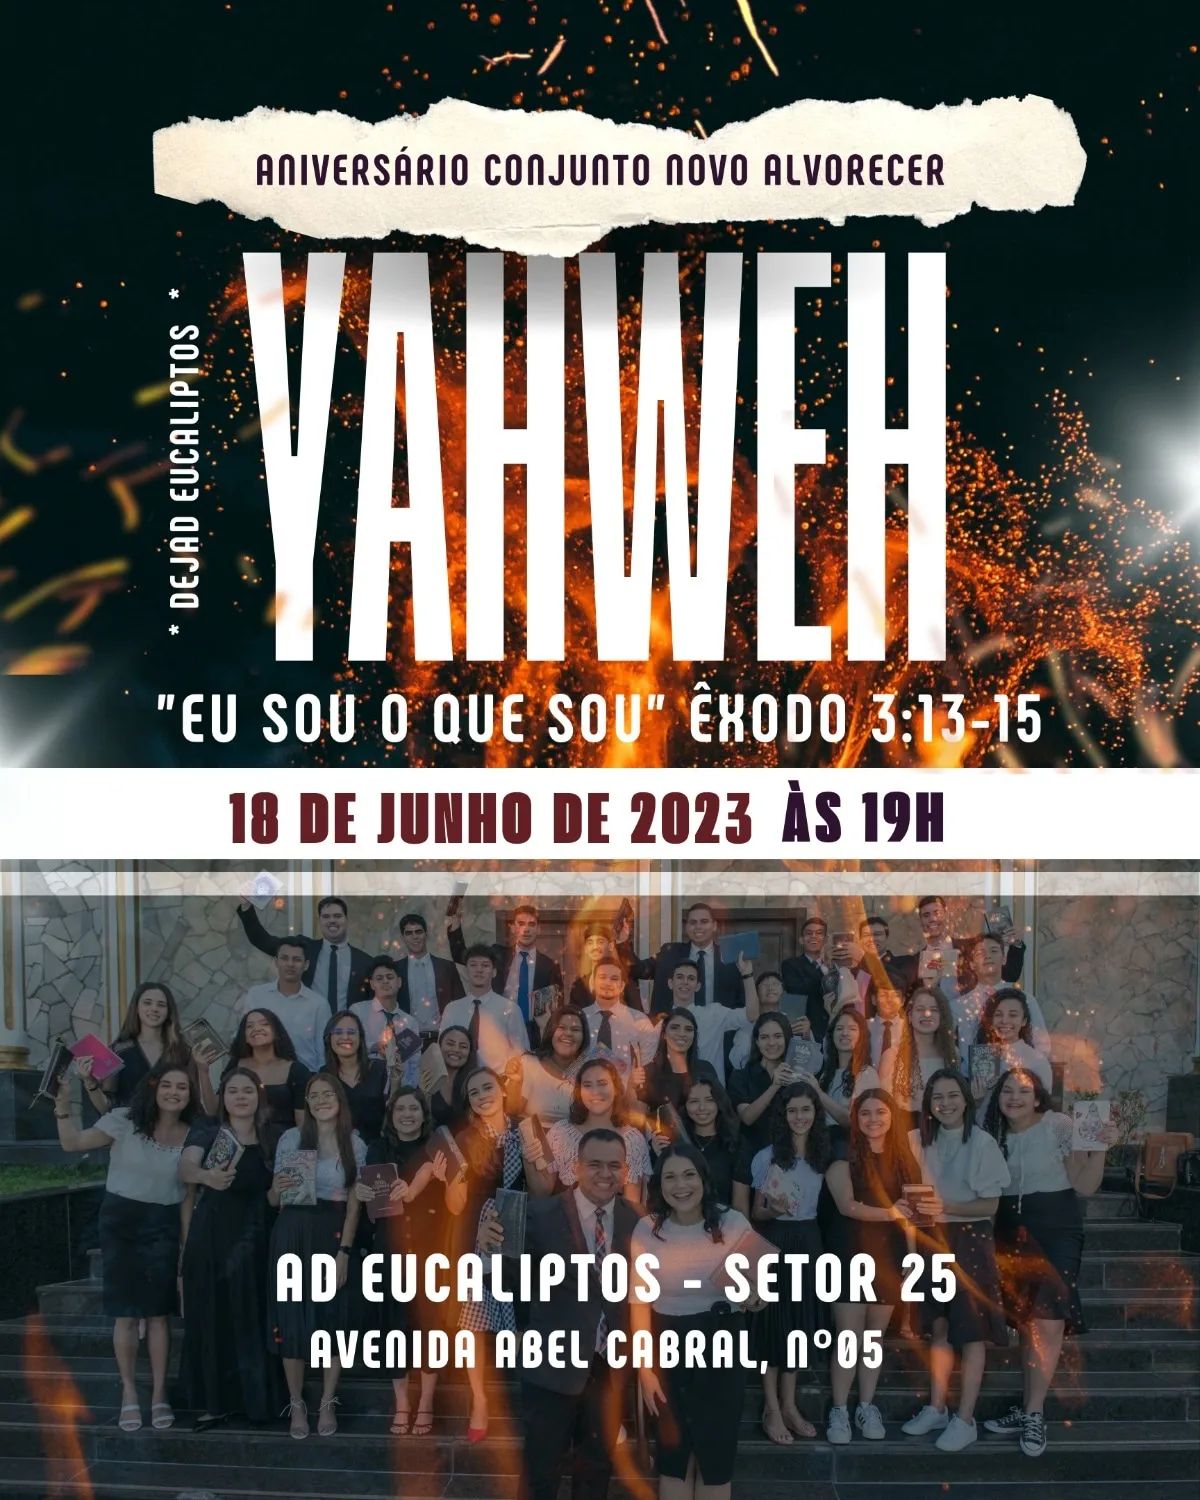 ANIVERSÁRIO CONJUNTO NOVO ALVORECER
* DEJAD EUCALIPTOS *
YAHWEH
"EU SOU O QUE SOU" ÊXODO 3:13-15
18 DE JUNHO DE 2023 ÀS 19H
AD EUCALIPTOS - SETOR 25
AVENIDA ABEL CABRAL, Nº05